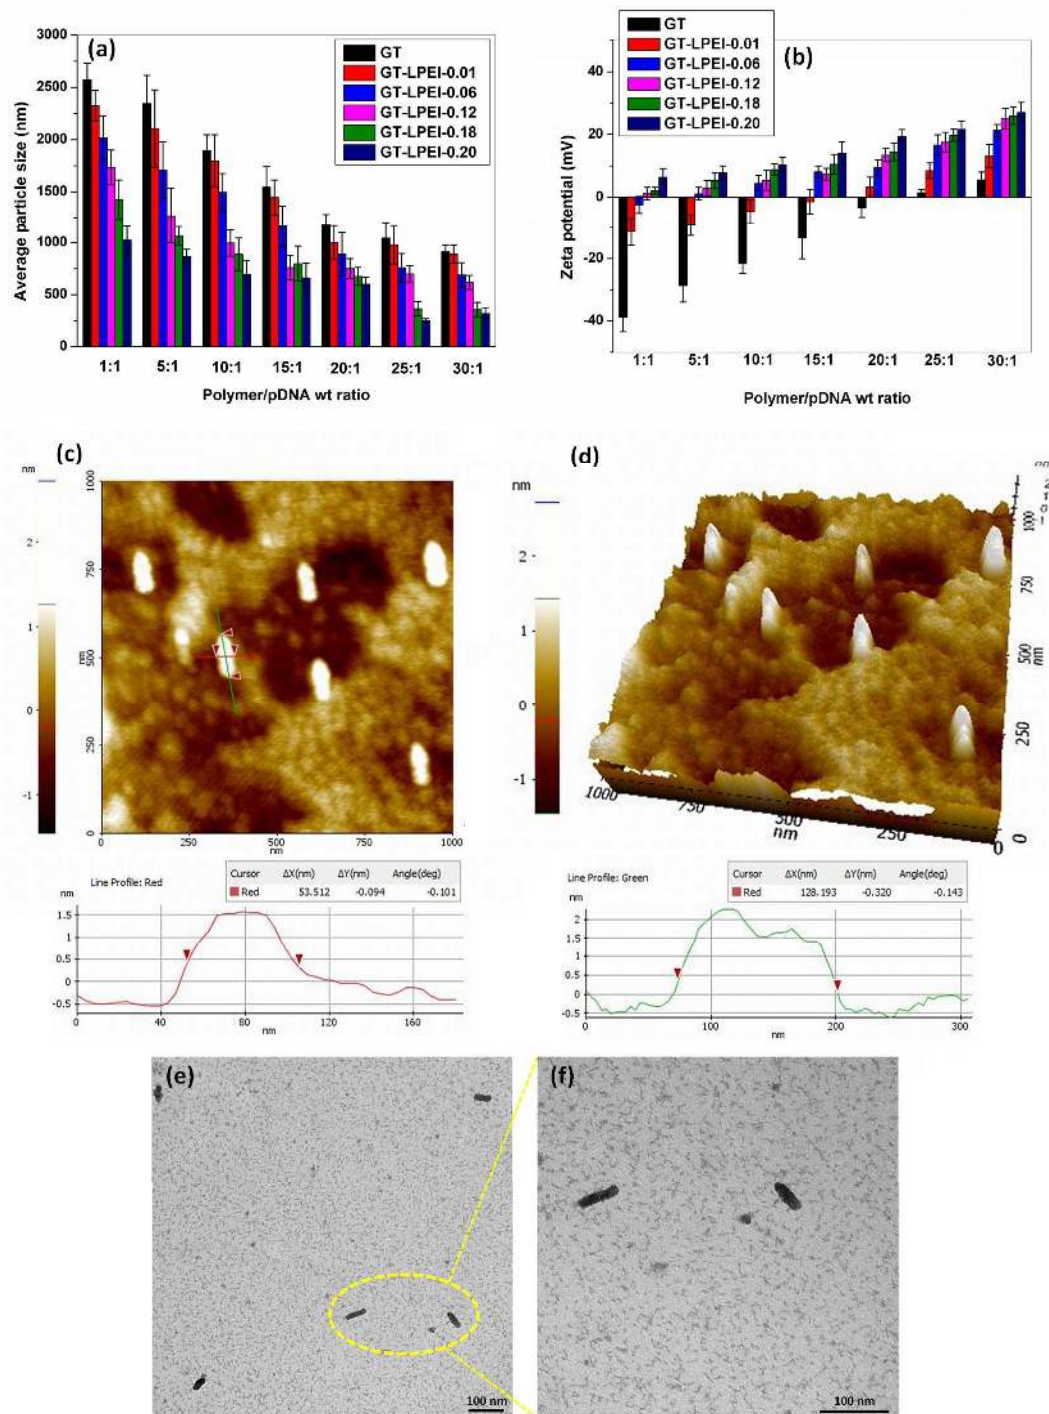 (a)
GT
GT-LPEI-0.01
GT-LPEI-0.06
GT-LPEI-0.12
GT-LPEI-0.18
GT-LPEI-0.20
3000
2500
2000
1500
1000
500
0
Average particle size (nm)
1:1 5:1 10:1 15:1 20:1 25:1 30:1
Polymer/pDNA wt ratio
GT
GT-LPEI-0.01
GT-LPEI-0.06
GT-LPEI-0.12
GT-LPEI-0.18
GT-LPEI-0.20
(b)
40
20
0
-20
-40
Zeta potential (mV)
1:1 5:1 10:1 15:1 20:1 25:1 30:1
Polymer/pDNA wt ratio
(c)
nm
2
1
0
-1
1000
750
500
250
0
nm
0 250 500 750 1000
nm
(d)
nm
2
1
0
-1
1000
750
500
250
0
nm
1000 750 500 250 0
nm
Line Profile: Red
Cursor ΔX(nm) ΔY(nm) Angle(deg)
Red 53.512 -0.094 -0.101
nm
1.5
1
0.5
0
-0.5
0 40 80 120 160
nm
Line Profile: Green
Cursor ΔX(nm) ΔY(nm) Angle(deg)
Red 128.193 -0.320 -0.143
nm
2
1.5
1
0.5
0
-0.5
0 100 200 300
nm
(e)
100 nm
(f)
100 nm